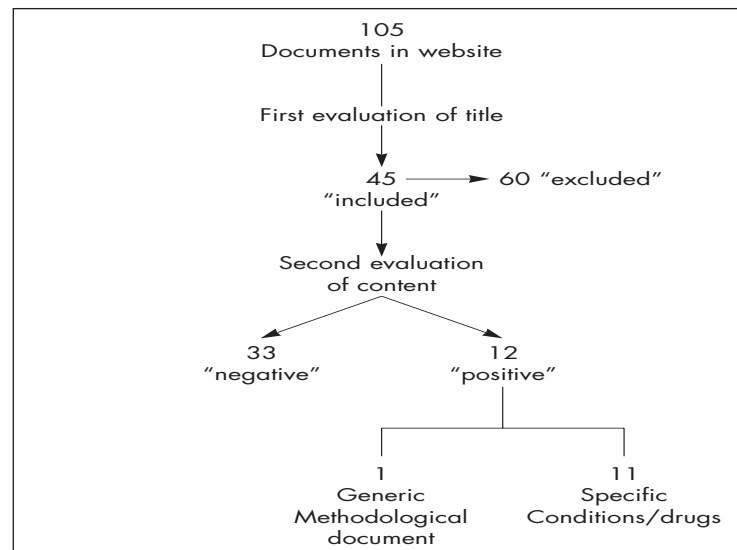 105
Documents in website
First evaluation of title
45
"included"
60 "excluded"
Second evaluation
of content
33
"negative"
12
"positive"
1
Generic
Methodological
document
11
Specific
Conditions/drugs